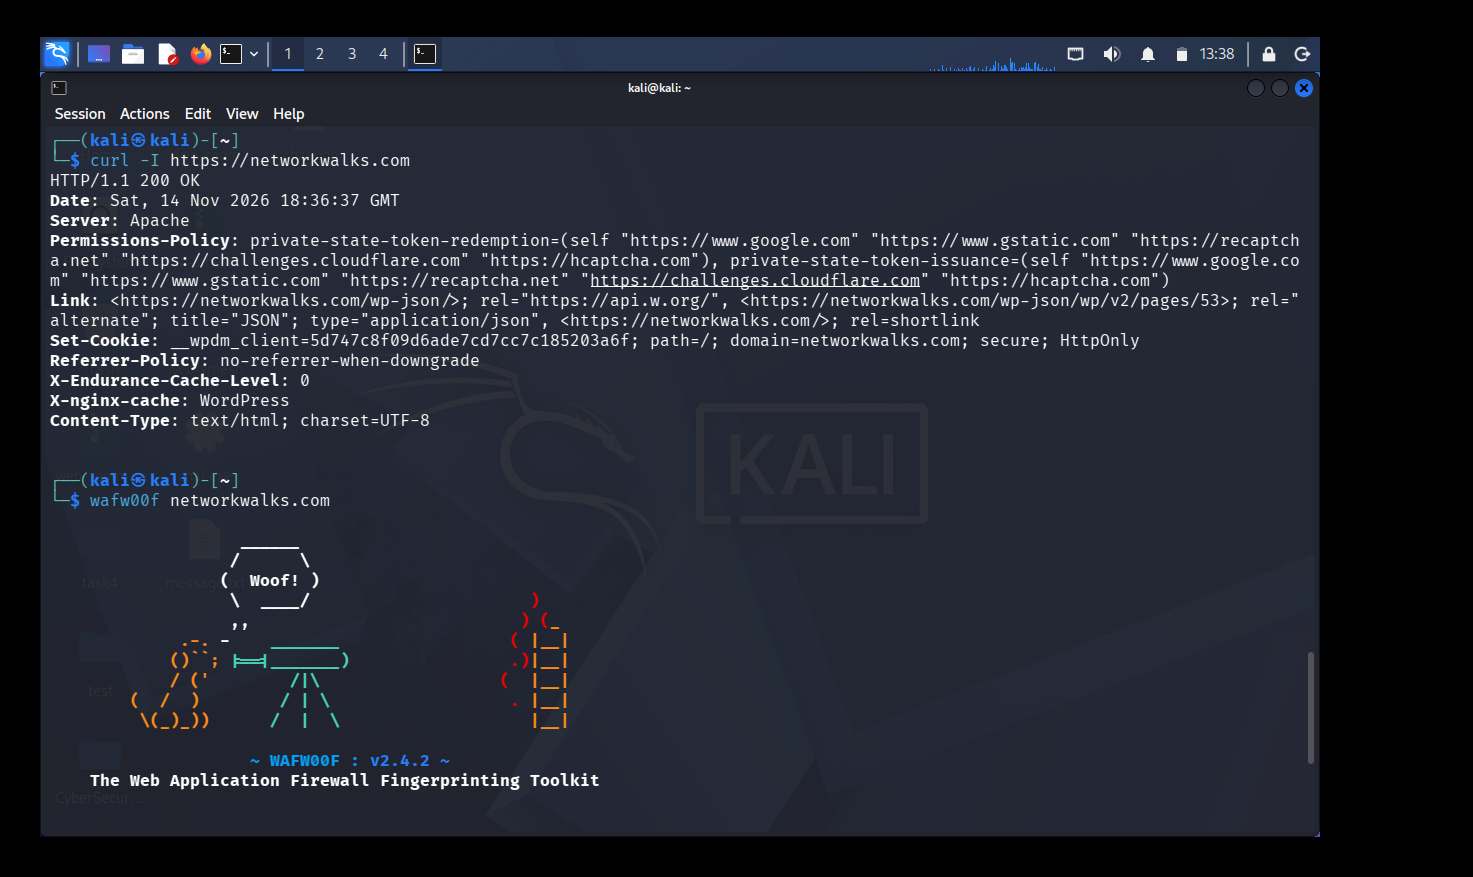 1 2 3 4 13:38
kali@kali: ~
Session Actions Edit View Help
┌──(kali㉿kali)-[~]
└─$ curl -I https://networkwalks.com
HTTP/1.1 200 OK
Date: Sat, 14 Nov 2026 18:36:37 GMT
Server: Apache
Permissions-Policy: private-state-token-redemption=(self "https://www.google.com" "https://www.gstatic.com" "https://recaptch
a.net" "https://challenges.cloudflare.com" "https://hcaptcha.com"), private-state-token-issuance=(self "https://www.google.co
m" "https://www.gstatic.com" "https://recaptcha.net" "https://challenges.cloudflare.com" "https://hcaptcha.com")
Link: <https://networkwalks.com/wp-json/>; rel="https://api.w.org/", <https://networkwalks.com/wp-json/wp/v2/pages/53>; rel="
alternate"; title="JSON"; type="application/json", <https://networkwalks.com/>; rel=shortlink
Set-Cookie: __wpdm_client=5d747c8f09d6ade7cd7cc7c185203a6f; path=/; domain=networkwalks.com; secure; HttpOnly
Referrer-Policy: no-referrer-when-downgrade
X-Endurance-Cache-Level: 0
X-nginx-cache: WordPress
Content-Type: text/html; charset=UTF-8
┌──(kali㉿kali)-[~]
└─$ wafw00f networkwalks.com
Woof!
~ WAFW00F : v2.4.2 ~
The Web Application Firewall Fingerprinting Toolkit
KALI
task4
test
CyberSecur...